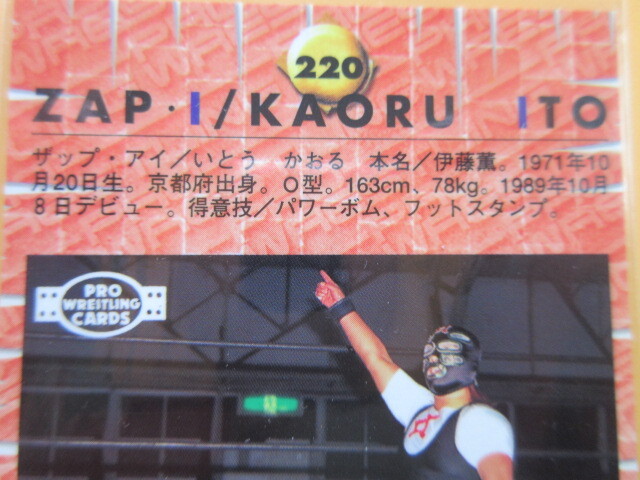 220
ZAP・I/KAORU ITO
ザップ・アイ／いとう かおる 本名／伊藤薫。1971年10
月20日生。京都府出身。O型。163cm、78kg。1989年10月
8日デビュー。得意技／パワーボム、フットスタンプ。
PRO
WRESTLING
CARDS